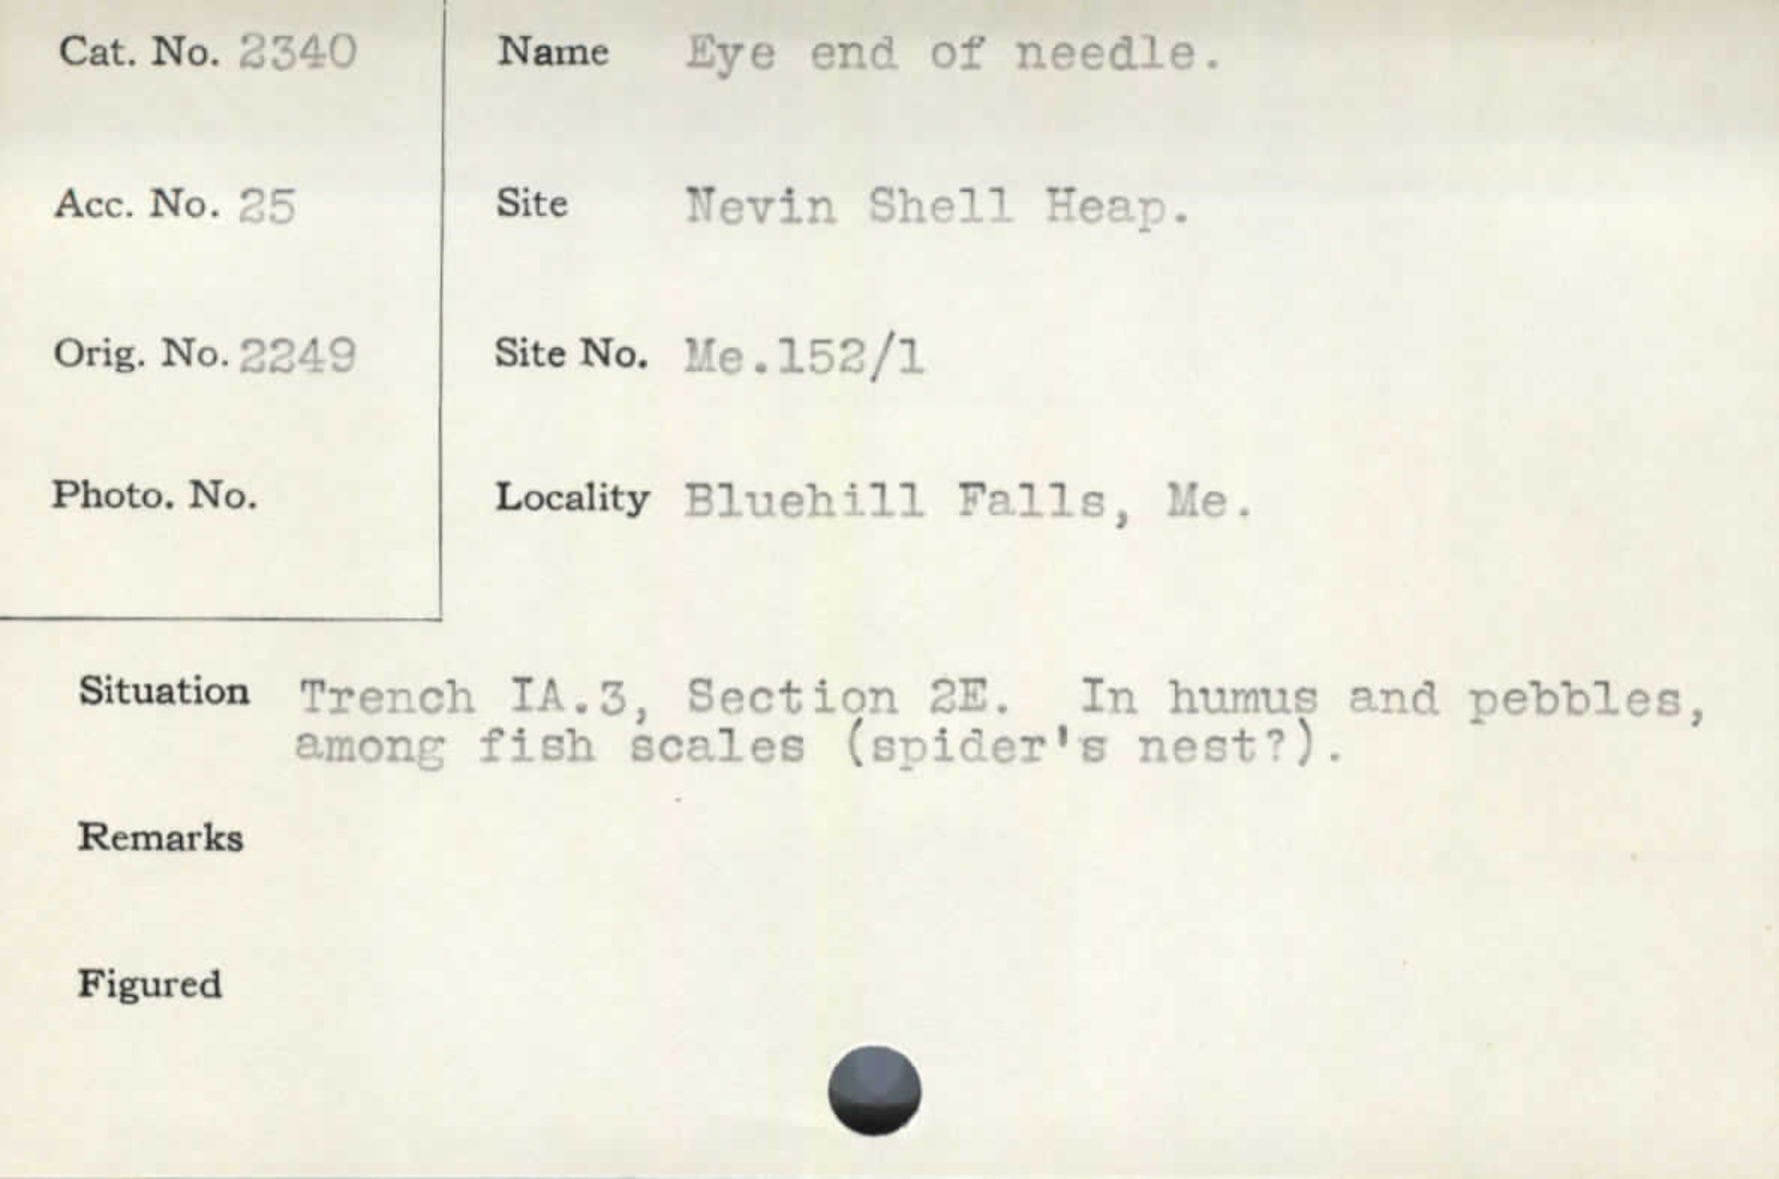 Cat. No. 2340
Name Eye end of needle.
Acc. No. 25
Site Nevin Shell Heap.
Orig. No. 2249
Site No. Me.152/1
Photo. No.
Locality Bluehill Falls, Me.
Situation Trench IA.3, Section 2E. In humus and pebbles,
among fish scales (spider's nest?).
Remarks
Figured